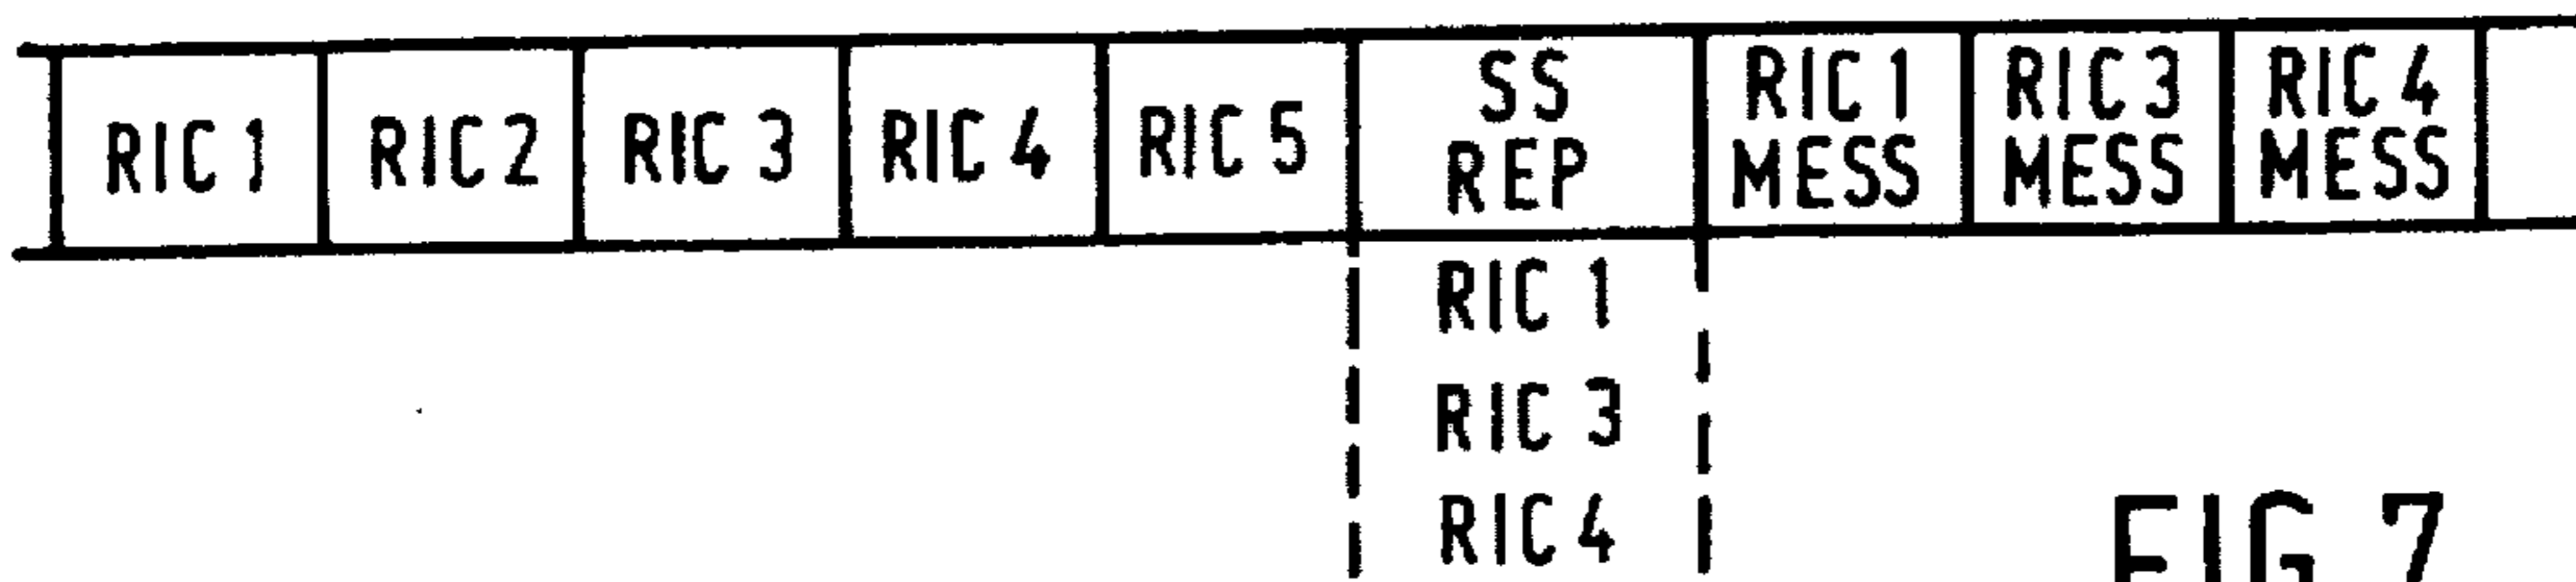 RIC 1 RIC 2 RIC 3 RIC 4 RIC 5 SS REP RIC 1 MESS RIC 3 MESS RIC 4 MESS
RIC 1
RIC 3
RIC 4
FIG 7